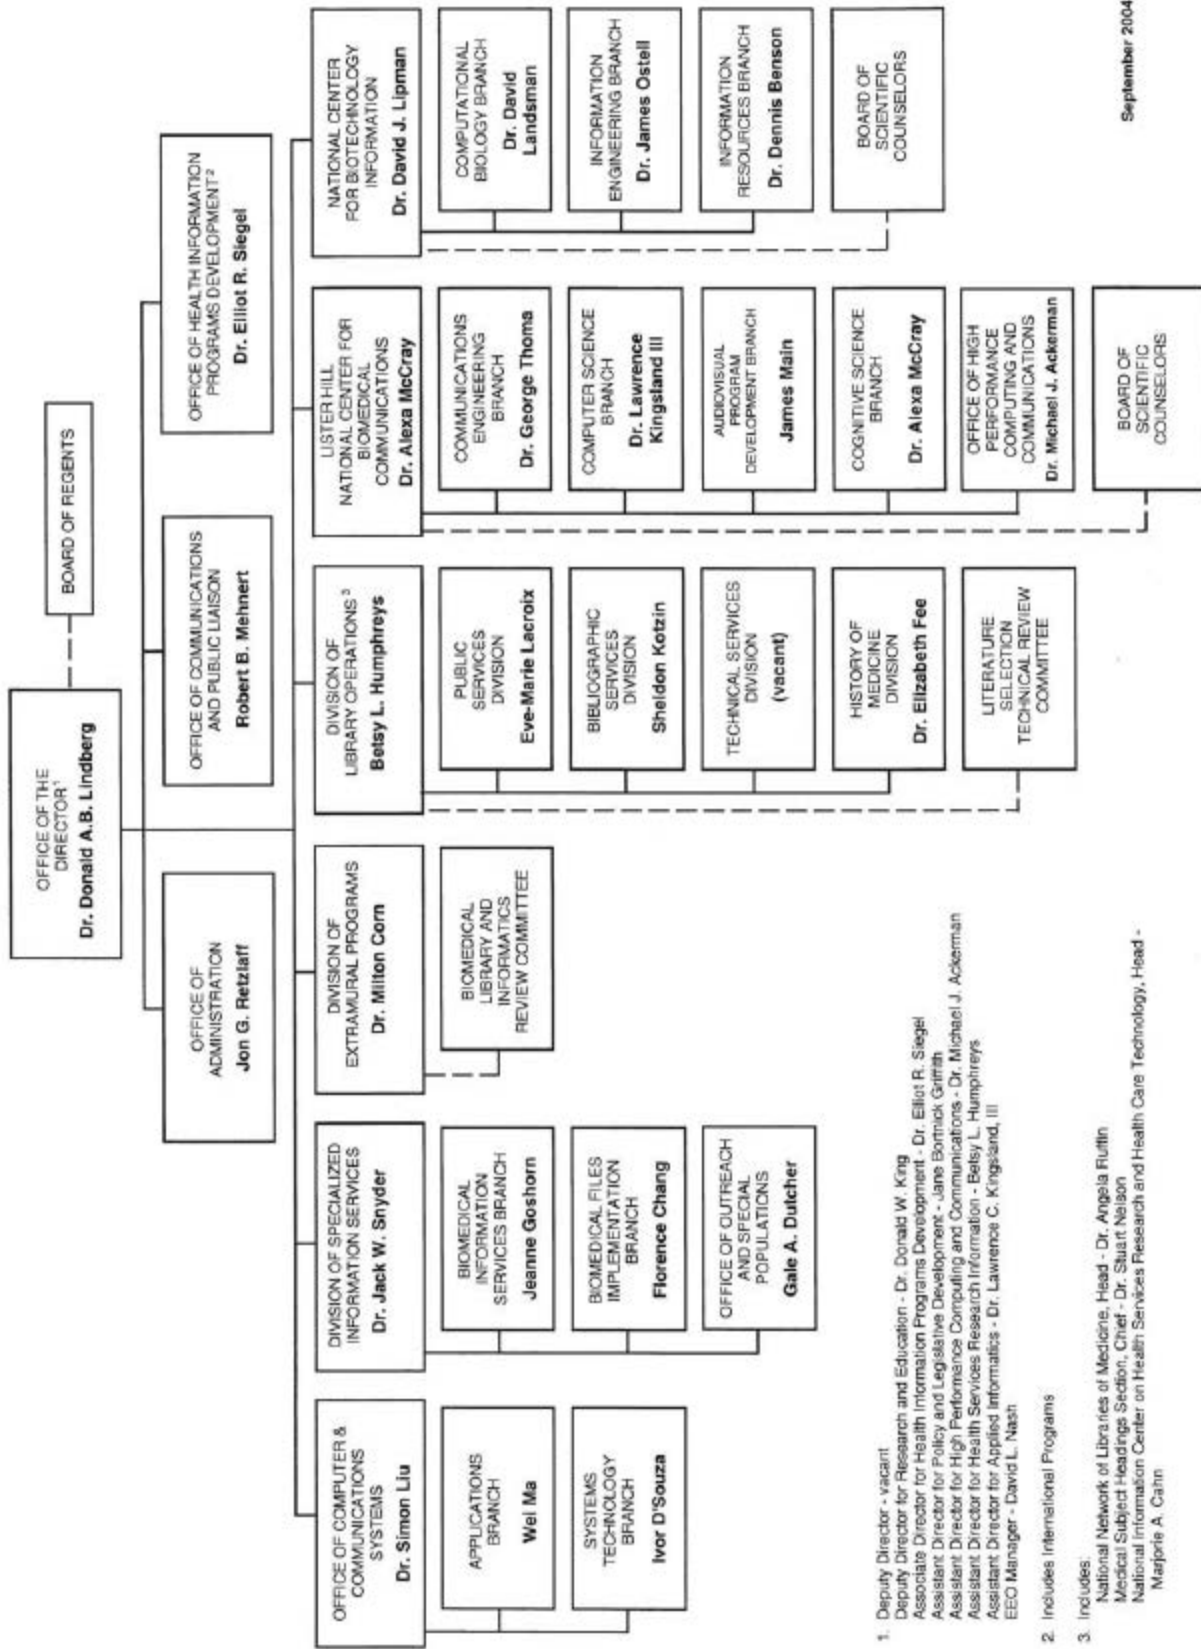 OFFICE OF THE
DIRECTOR¹
Dr. Donald A.B. Lindberg
BOARD OF REGENTS
OFFICE OF
ADMINISTRATION
Jon G. Retzlaff
OFFICE OF COMMUNICATIONS
AND PUBLIC LIAISON
Robert B. Mehnert
OFFICE OF HEALTH INFORMATION
PROGRAMS DEVELOPMENT²
Dr. Elliot R. Siegel
OFFICE OF COMPUTER &
COMMUNICATIONS
SYSTEMS
Dr. Simon Liu
APPLICATIONS
BRANCH
Wei Ma
SYSTEMS
TECHNOLOGY
BRANCH
Ivor D'Souza
DIVISION OF SPECIALIZED
INFORMATION SERVICES
Dr. Jack W. Snyder
BIOMEDICAL
INFORMATION
SERVICES BRANCH
Jeanne Goshorn
BIOMEDICAL FILES
IMPLEMENTATION
BRANCH
Florence Chang
OFFICE OF OUTREACH
AND SPECIAL
POPULATIONS
Gale A. Dutcher
DIVISION OF
EXTRAMURAL PROGRAMS
Dr. Milton Corn
BIOMEDICAL
LIBRARY AND
INFORMATICS
REVIEW COMMITTEE
DIVISION OF
LIBRARY OPERATIONS³
Betsy L. Humphreys
PUBLIC
SERVICES
DIVISION
Eve-Marie Lacroix
BIBLIOGRAPHIC
SERVICES
DIVISION
Sheldon Kotzin
TECHNICAL SERVICES
DIVISION
(vacant)
HISTORY OF
MEDICINE
DIVISION
Dr. Elizabeth Fee
LITERATURE
SELECTION
TECHNICAL REVIEW
COMMITTEE
LISTER HILL
NATIONAL CENTER FOR
BIOMEDICAL
COMMUNICATIONS
Dr. Alexa McCray
COMMUNICATIONS
ENGINEERING
BRANCH
Dr. George Thoma
COMPUTER SCIENCE
BRANCH
Dr. Lawrence
Kingsland III
AUDIOVISUAL
PROGRAM
DEVELOPMENT BRANCH
James Main
COGNITIVE SCIENCE
BRANCH
Dr. Alexa McCray
OFFICE OF HIGH
PERFORMANCE
COMPUTING AND
COMMUNICATIONS
Dr. Michael J. Ackerman
BOARD OF
SCIENTIFIC
COUNSELORS
NATIONAL CENTER
FOR BIOTECHNOLOGY
INFORMATION
Dr. David J. Lipman
COMPUTATIONAL
BIOLOGY BRANCH
Dr. David
Landsman
INFORMATION
ENGINEERING BRANCH
Dr. James Ostell
INFORMATION
RESOURCES BRANCH
Dr. Dennis Benson
BOARD OF
SCIENTIFIC
COUNSELORS
1. Deputy Director - vacant
Deputy Director for Research and Education - Dr. Donald W. King
Associate Director for Health Information Programs Development - Dr. Elliot R. Siegel
Assistant Director for Policy and Legislative Development - Jane Bortnick Griffith
Assistant Director for High Performance Computing and Communications - Dr. Michael J. Ackerman
Assistant Director for Health Services Research Information - Betsy L. Humphreys
Assistant Director for Applied Informatics - Dr. Lawrence C. Kingsland, III
EEO Manager - David L. Nash
2. Includes International Programs
3. Includes:
National Network of Libraries of Medicine, Head - Dr. Angela Ruffin
Medical Subject Headings Section, Chief - Dr. Stuart Nelson
National Information Center on Health Services Research and Health Care Technology, Head -
Marjorie A. Cahn
September 2004